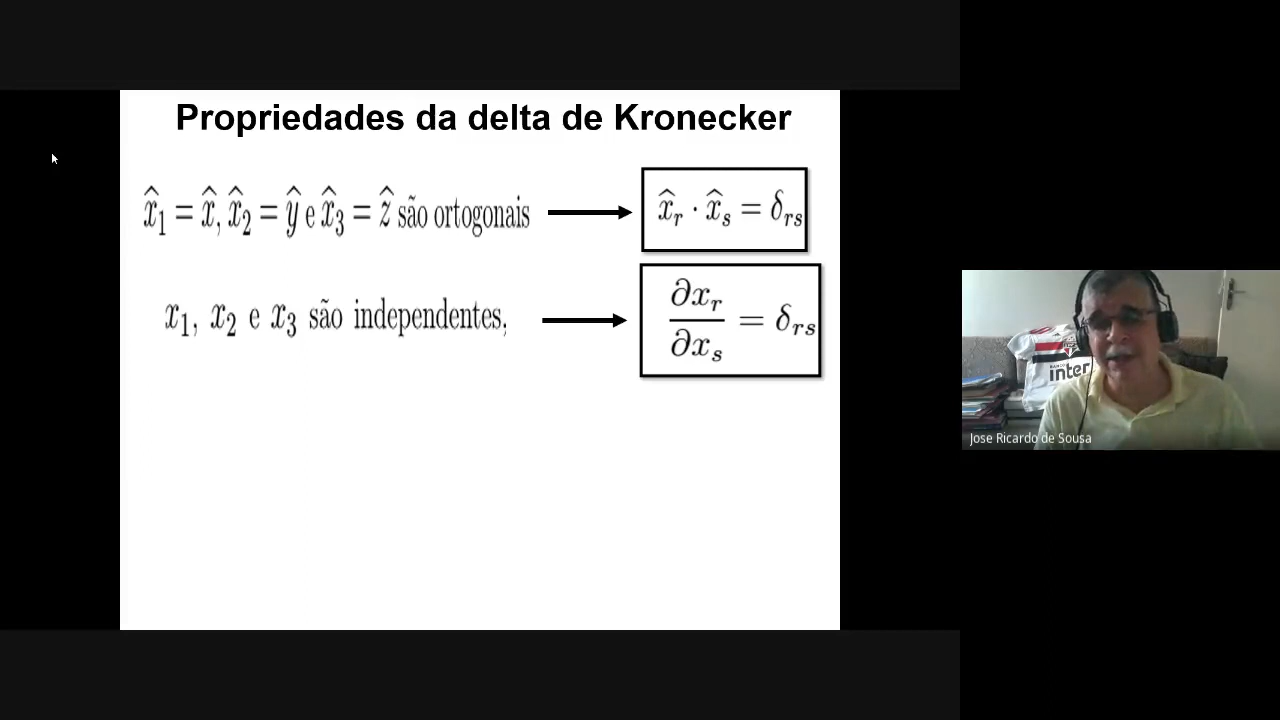 Propriedades da delta de Kronecker
x̂₁ = x̂, x̂₂ = ŷ e x̂₃ = ẑ são ortogonais
x̂ᵣ · x̂ₛ = δᵣₛ
x₁, x₂ e x₃ são independentes,
∂xᵣ/∂xₛ = δᵣₛ
inter
Jose Ricardo de Sousa